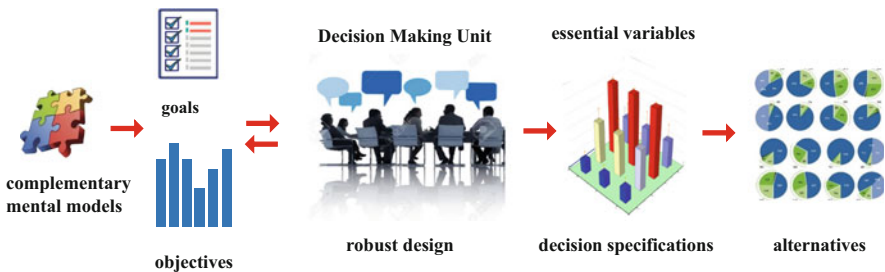 Decision Making Unit
essential variables
goals
complementary
mental models
objectives
robust design
decision specifications
alternatives